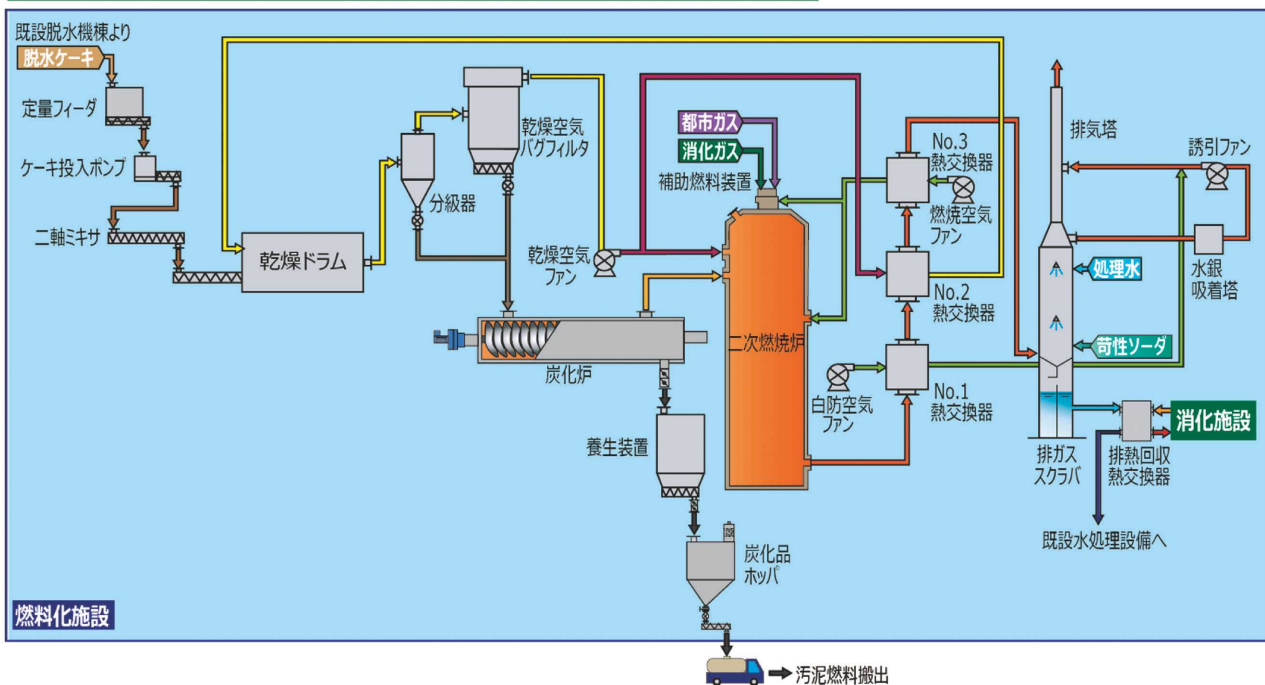 既設脱水機棟より
脱水ケーキ
定量フィーダ
ケーキ投入ポンプ
二軸ミキサ
乾燥ドラム
分級器
乾燥空気
バグフィルタ
乾燥空気
ファン
炭化炉
養生装置
炭化品
ホッパ
都市ガス
消化ガス
補助燃料装置
二次燃焼炉
No.3
熱交換器
燃焼空気
ファン
No.2
熱交換器
白防空気
ファン
No.1
熱交換器
排気塔
誘引ファン
水銀
吸着塔
処理水
苛性ソーダ
排ガス
スクラバ
排熱回収
熱交換器
消化施設
既設水処理設備へ
燃料化施設
汚泥燃料搬出